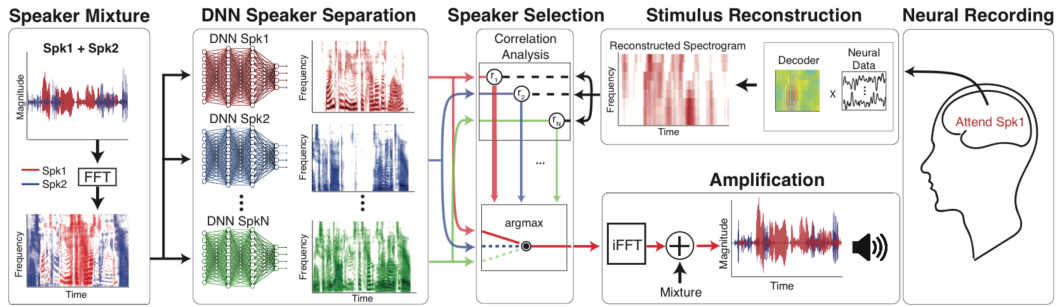 Speaker Mixture
Spk1 + Spk2
Magnitude
Spk1
Spk2
FFT
Frequency
Time
DNN Speaker Separation
DNN Spk1
Frequency
DNN Spk2
Frequency
DNN SpkN
Frequency
Time
Speaker Selection
Correlation
Analysis
r1
r2
rN
...
argmax
Stimulus Reconstruction
Reconstructed Spectrogram
Frequency
Time
Decoder
X
Neural
Data
Amplification
iFFT
+
Mixture
Magnitude
Time
Neural Recording
Attend Spk1